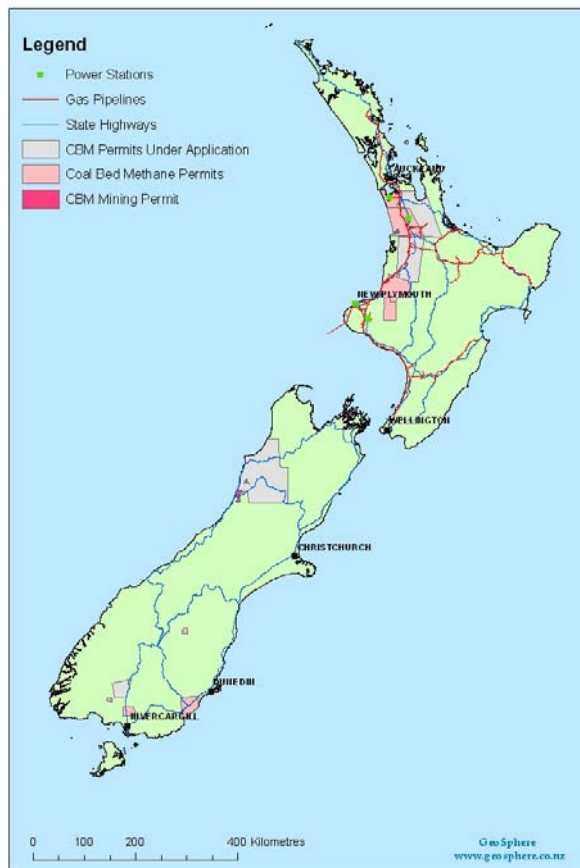 Legend
Power Stations
Gas Pipelines
State Highways
CBM Permits Under Application
Coal Bed Methane Permits
CBM Mining Permit
AUCKLAND
NEW PLYMOUTH
WELLINGTON
CHRISTCHURCH
DUNEDIN
INVERCARGILL
0 100 200 400 Kilometres
GeoSphere
www.geosphere.co.nz